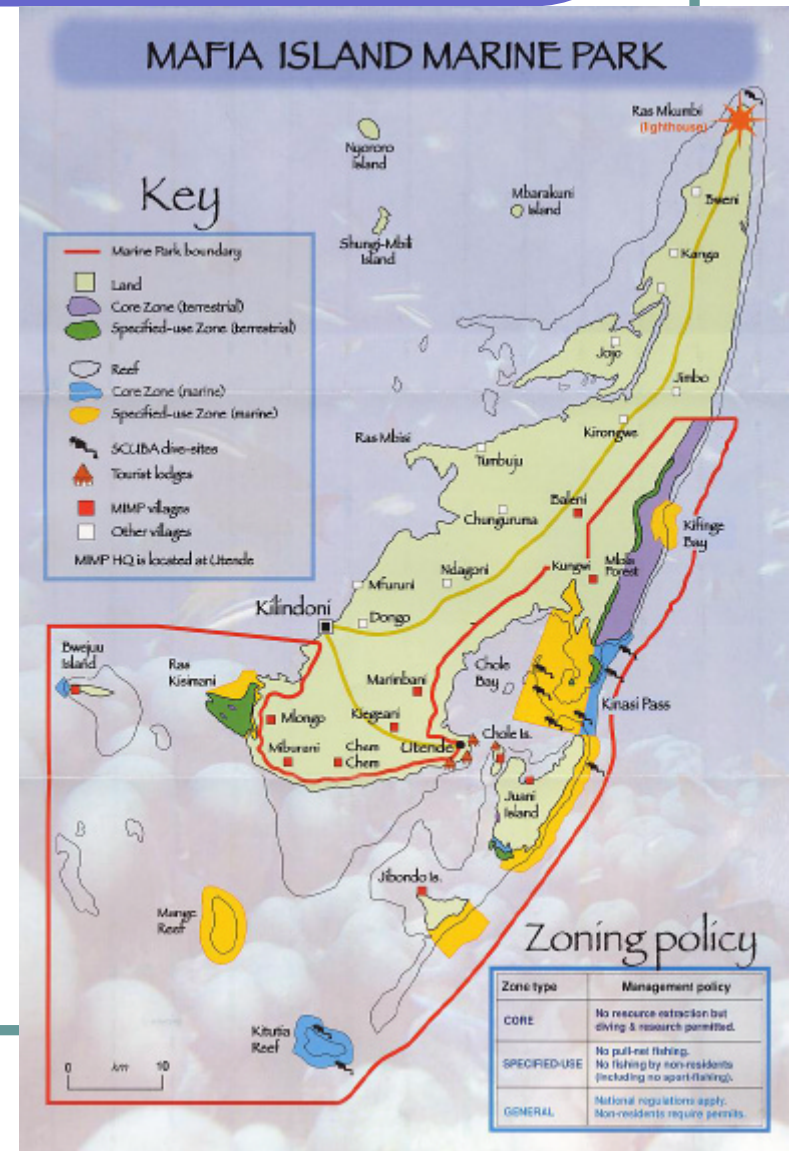 MAFIA ISLAND MARINE PARK
Ras Mkumbi
(lighthouse)
Nyororo
Island
Mbarakuni
Island
Shungi-Mbili
Island
Bweni
Kanga
Key
Marine Park boundary
Land
Core Zone (terrestrial)
Specified-use Zone (terrestrial)
Reef
Core Zone (marine)
Specified-use Zone (marine)
SCUBA dive-sites
Tourist lodges
MIMP villages
Other villages
MIMP HQ is located at Utende
Jojo
Jimbo
Ras Mbisi
Kirongwe
Tumbuju
Baleni
Chunguruma
Kifinge
Bay
Kungwi
Mlola
Forest
Ndagoni
Mfuruni
Kilindoni
Dongo
Bwejuu
Island
Ras
Kisimani
Chole
Bay
Marimbani
Kinasi Pass
Mlongo
Kiegeani
Chole Is.
Utende
Miburani
Chem
Chem
Juani
Island
Jibondo Is.
Mange
Reef
Kitutia
Reef
0 km 10
Zoning policy
Zone type Management policy
CORE No resource extraction but
diving & research permitted.
SPECIFIED-USE No pull-net fishing.
No fishing by non-residents
(including no sport-fishing).
GENERAL National regulations apply.
Non-residents require permits.